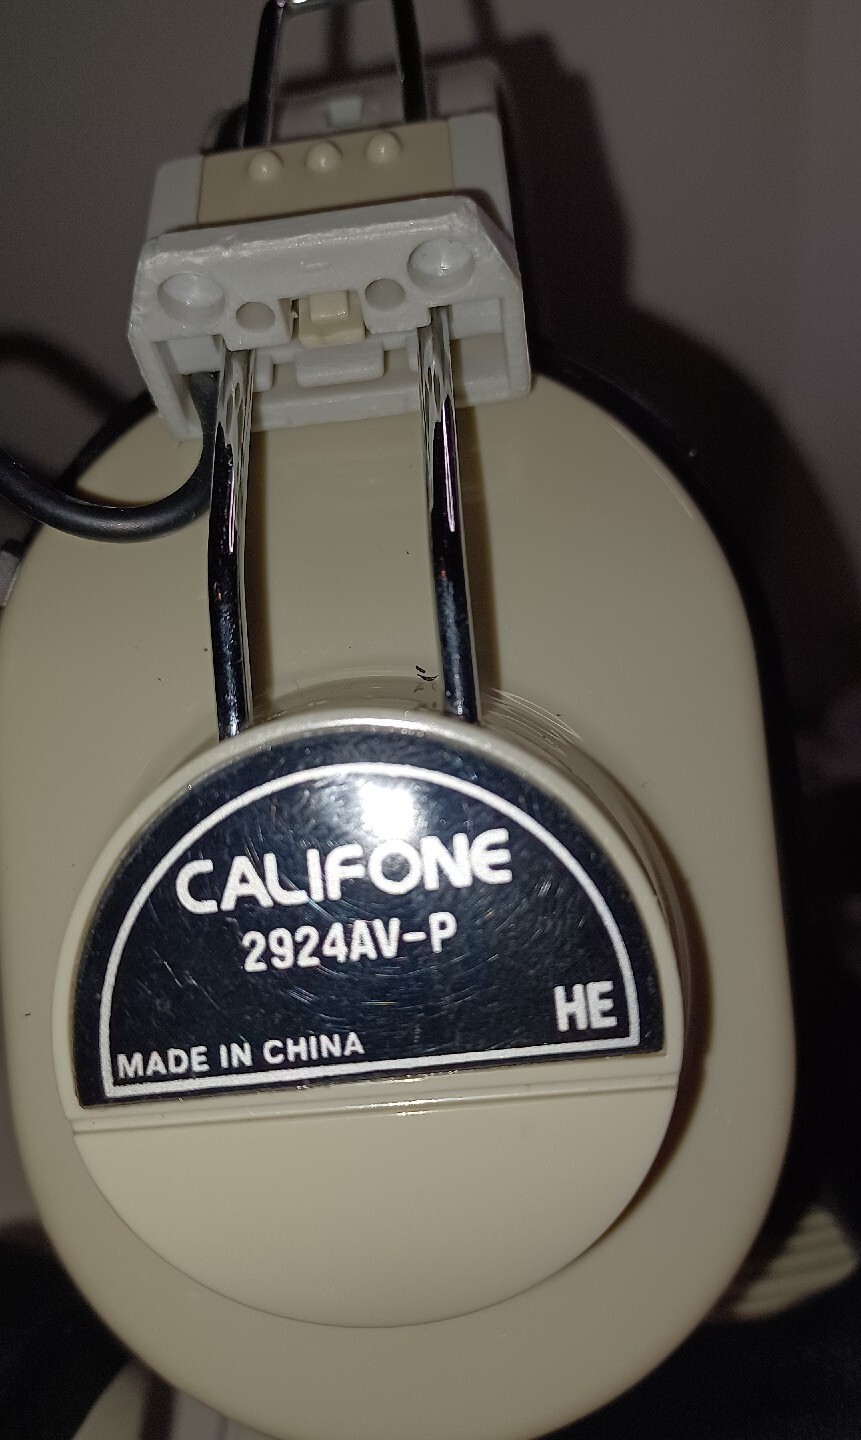 CALIFONE
2924AV-P
HE
MADE IN CHINA